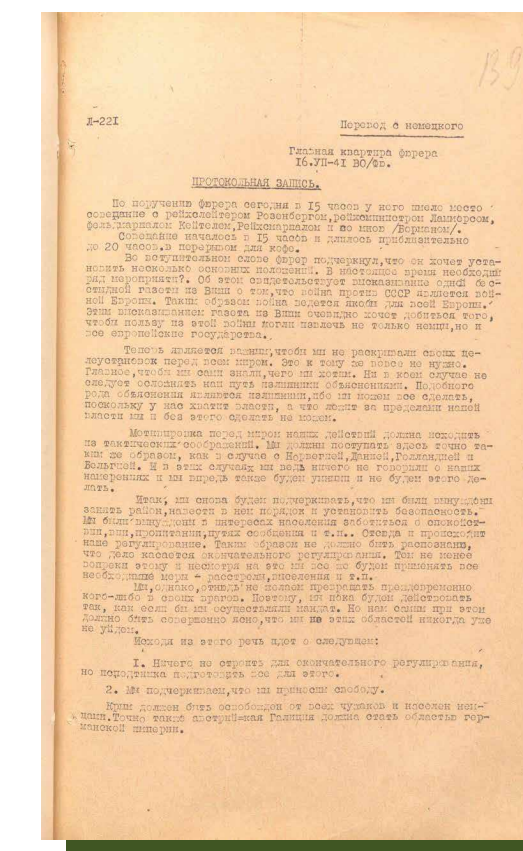 139
Л-221
Перевод с немецкого
Главная квартира фюрера
16.УП-41 ВО/Фв.
ПРОТОКОЛЬНАЯ ЗАПИСЬ.
По поручению фюрера сегодня в 15 часов у него имело место
совещание с рейхслейтером Розенбергом,рейхсминистром Ламмерсом,
фельдмаршалом Кейтелем,Рейхсмаршалом и со мною /Борманом/.
Совещание началось в 15 часов и длилось приблизительно
до 20 часов.в перерывом для кофе.
Во вступительном слове фюрер подчеркнул,что он хочет уста-
новить несколько основных положений. В настоящее время необходим
ряд мероприяти?. Об этом свидетельствует высказывание одной бес-
стидной газеты из Виши о том,что война против СССР является вой-
ной Европы. Таким образом война ведется якобы для всей Европы.
Этим высказыванием газета из Виши очевидно хочет добиться того,
чтобы пользу из этой войны могли извлечь не только немцы,но и
все европейские государства.
Теперь является важным,чтобы мы не раскрывали своих це-
леустановок перед всем миром. Это к тому же вовсе не нужно.
Главное,чтобы мы сами знали,чего мы хотим. Ни в коем случае не
следует осложнять наш путь излишними объяснениями. Подобного
рода объяснения являются излишними,ибо мы можем все сделать,
поскольку у нас хватит власти, а что лежит за пределами нашей
власти мы и без этого сделать не можем.
Мотивировка перед миром наших действий должна исходить
из тактических сообрамений. Мы должны поступать здесь точно та-
ким же образом, как в случае с Норвегией,Данией,Голландией и
Бельгией. И в этих случаях мы ведь ничего не говорили о наших
намерениях и мы впредь также будем умными и не будем этого де-
лать.
Итак, мы снова будем подчеркивать,что мы были вынуждены
занять район,навести в нем порядок и установить безопасность.
Мы были вынуждены в интересах населения заботиться о спокойст-
вии, пропитании,путях сообщения и т.п.. Отсюда и происходит
наше регулирование. Таким образом не должно быть распознано,
что дело касается окончательного регулирования. Тем не менее
вопреки этому и несмотря на это мы все же будем применять все
необходимые меры - расстрелы,выселения и т.п.
Мы,однако,отнюдь не желаем превращать преждевременно
кого-либо в своих врагов. Поэтому, мы пока будем действовать
так, как если бы мы осуществляли мандат. Но нам самим при этом
должно быть совершенно ясно,что мы из этих областей никогда уже
не уйдем.
Исходя из этого речь идет о следующем:
1. Ничего не строить для окончательного регулирования,
но исподтишка подготовить все для этого.
2. Мы подчеркиваем,что мы приносим свободу.
Крым должен быть освобожден от всех чужаков и населен нем-
цами.Точно также австрийская Галиция должна стать областью гер-
манской империи.